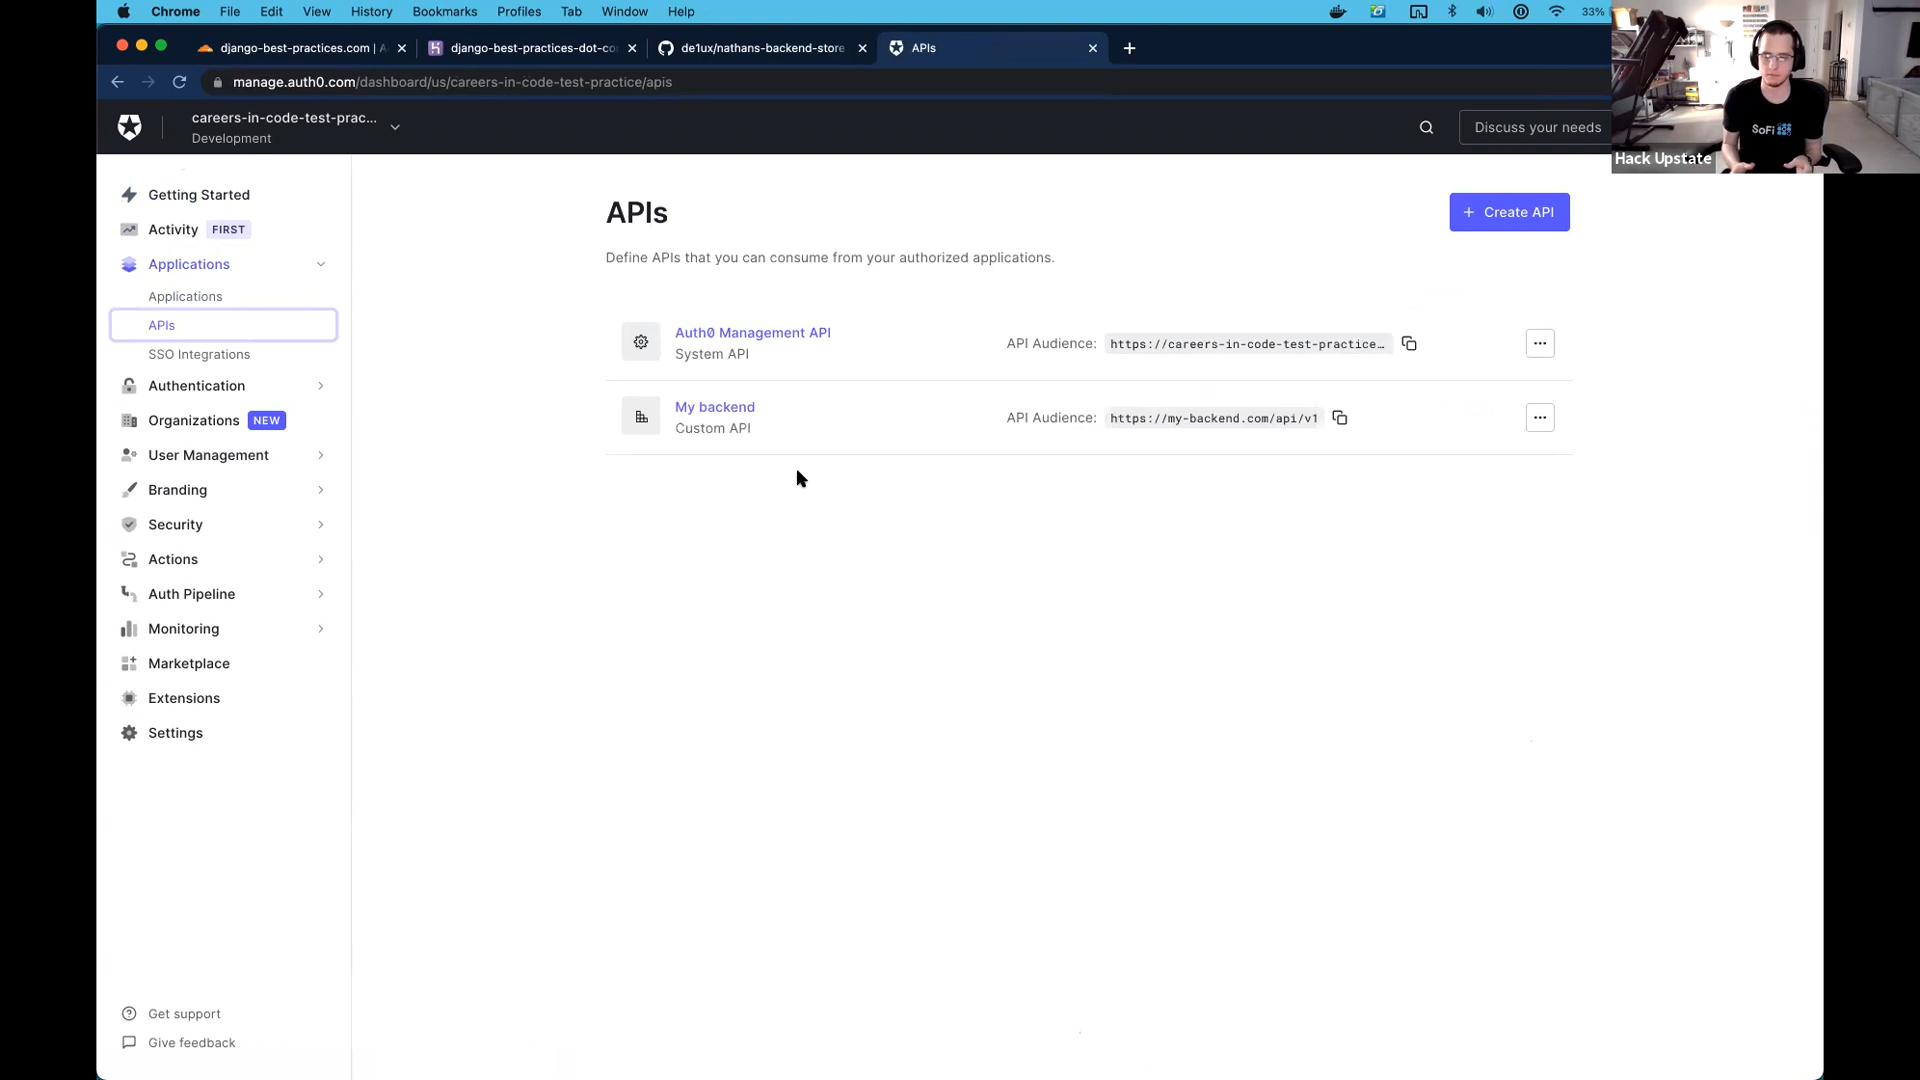 Chrome File Edit View History Bookmarks Profiles Tab Window Help 33%
django-best-practices.com | A django-best-practices-dot-co de1ux/nathans-backend-store APIs
manage.auth0.com/dashboard/us/careers-in-code-test-practice/apis
careers-in-code-test-prac...
Development
Discuss your needs
SoFi
Hack Upstate
Getting Started
Activity FIRST
Applications
Applications
APIs
SSO Integrations
Authentication
Organizations NEW
User Management
Branding
Security
Actions
Auth Pipeline
Monitoring
Marketplace
Extensions
Settings
Get support
Give feedback
APIs
+ Create API
Define APIs that you can consume from your authorized applications.
Auth0 Management API
System API
API Audience: https://careers-in-code-test-practice…
My backend
Custom API
API Audience: https://my-backend.com/api/v1